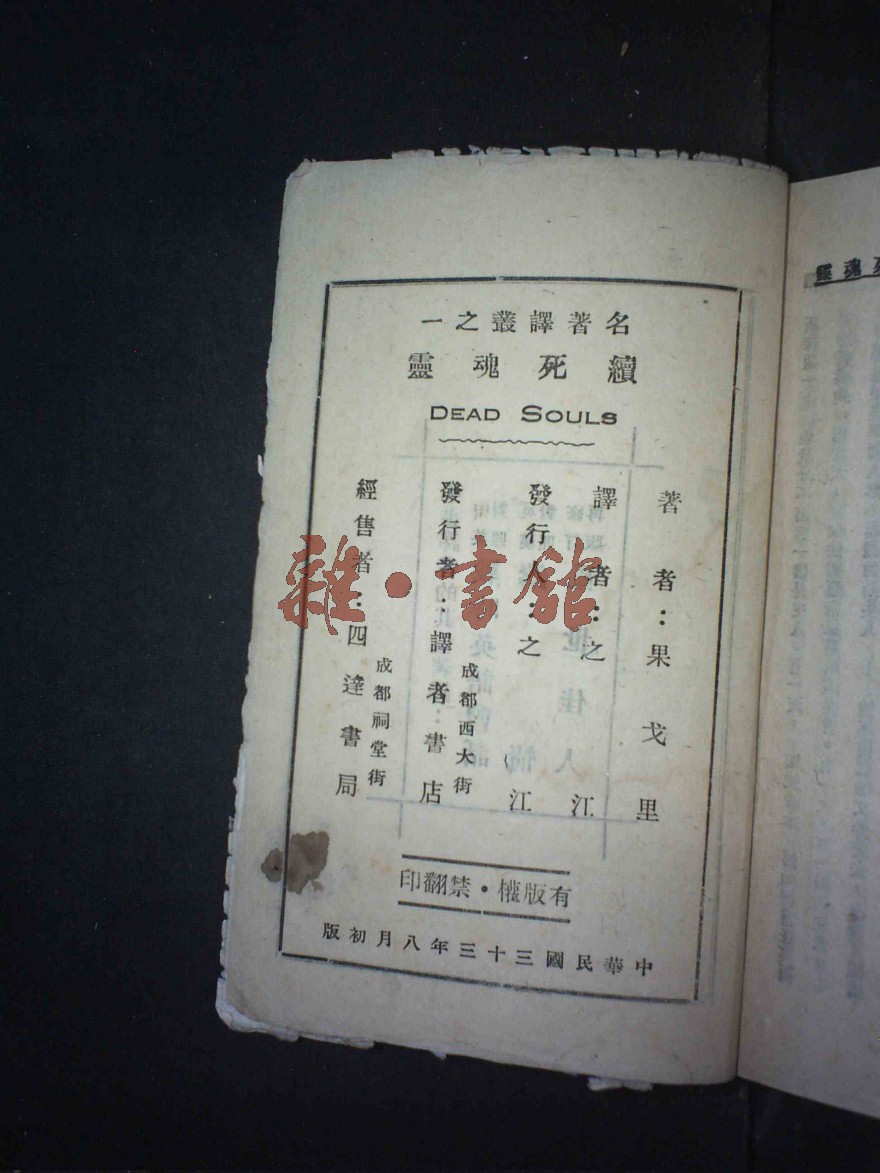 名著譯叢之一
續死魂靈
DEAD SOULS
著者：果戈里
譯者：之江
發行人：之江
發行者：譯者書店
成都西大街
經售者：四達書局
成都祠堂街
有版權·禁翻印
中華民國三十三年八月初版
雜·書館
死魂靈